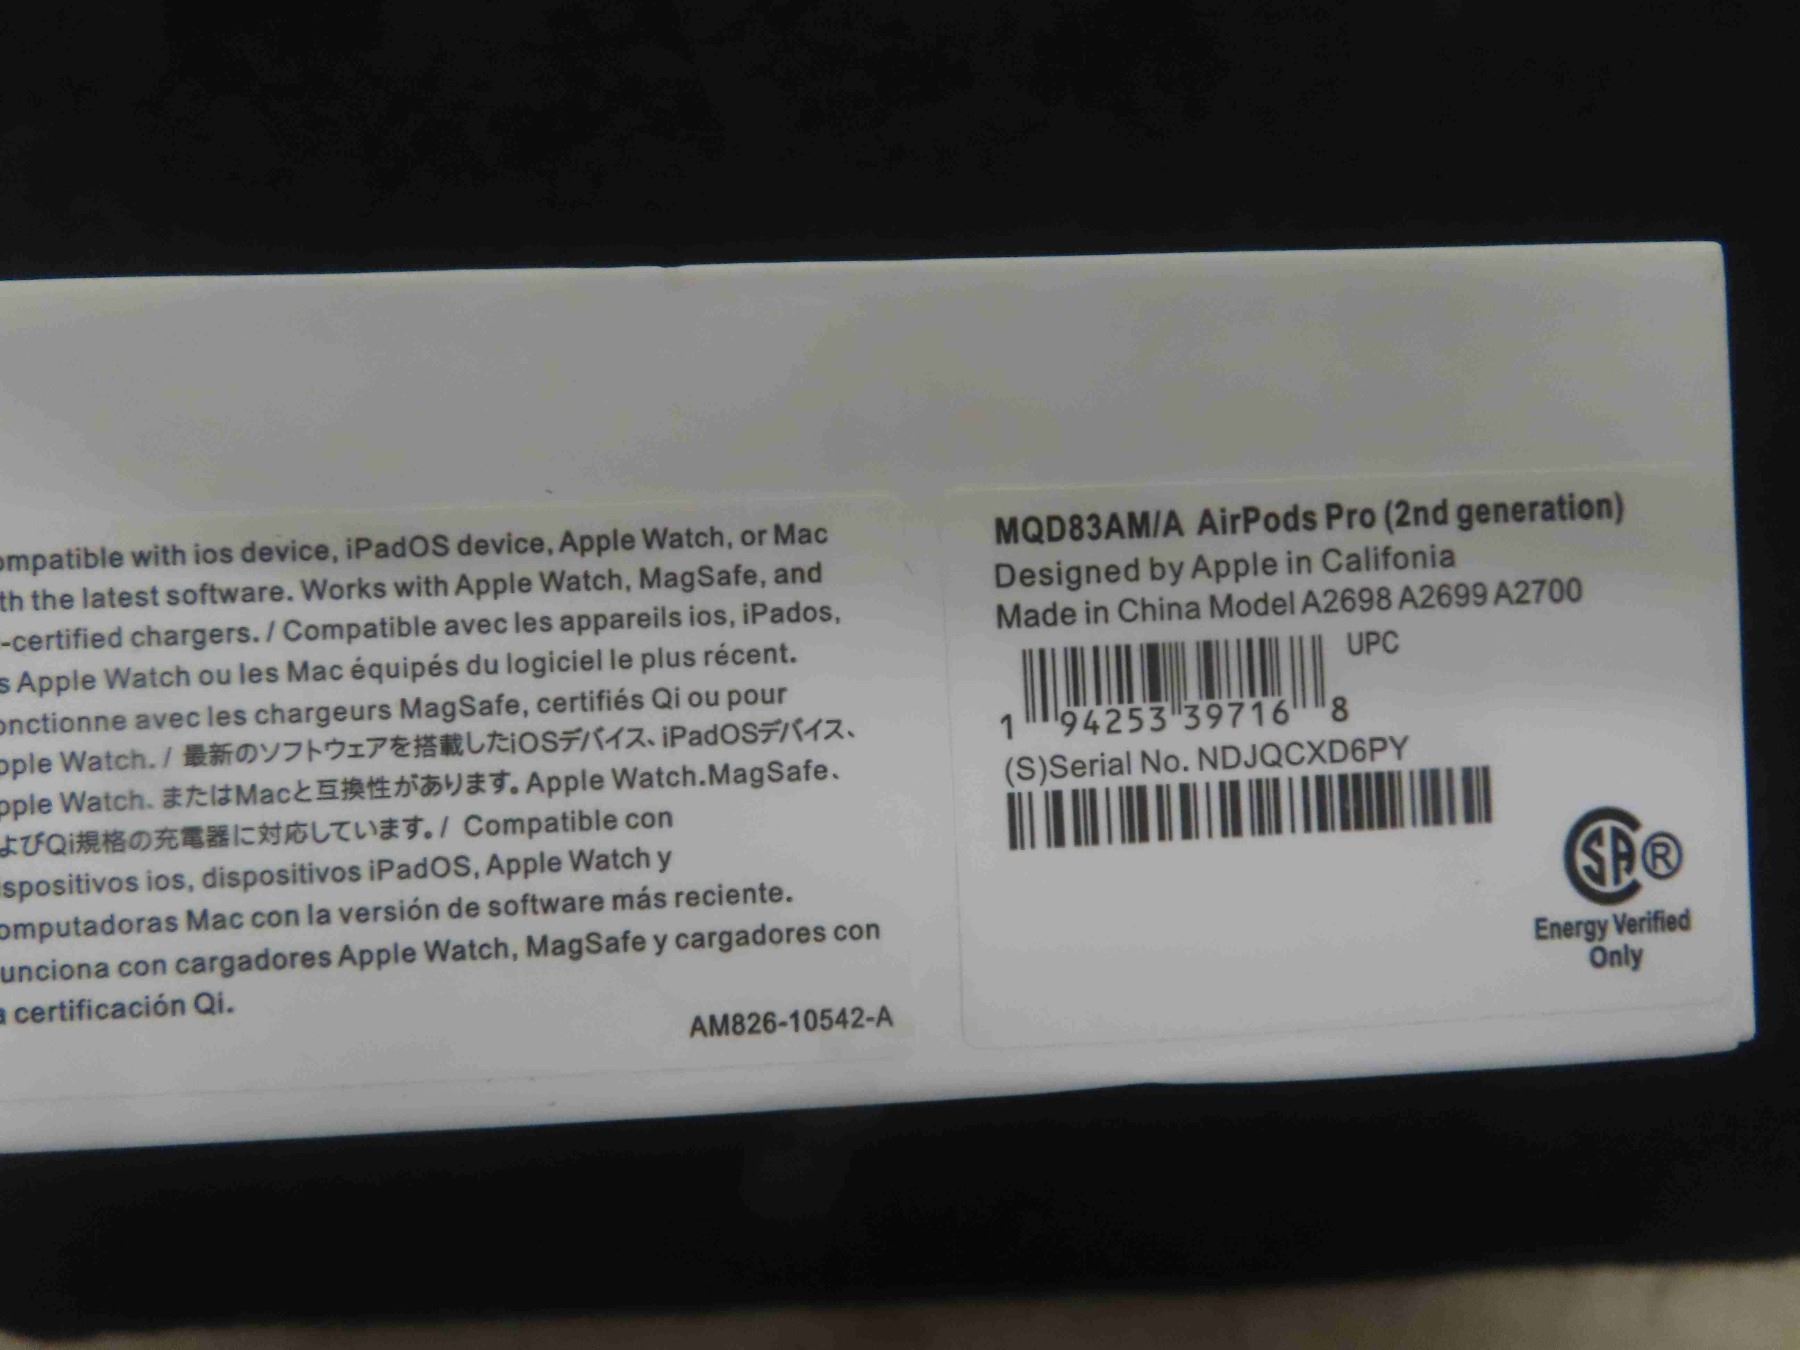 ompatible with ios device, iPadOS device, Apple Watch, or Mac
th the latest software. Works with Apple Watch, MagSafe, and
-certified chargers. / Compatible avec les appareils ios, iPados,
s Apple Watch ou les Mac équipés du logiciel le plus récent.
onctionne avec les chargeurs MagSafe, certifiés Qi ou pour
pple Watch. / 最新のソフトウェアを搭載したiOSデバイス、iPadOSデバイス、
pple Watch、またはMacと互換性があります。Apple Watch.MagSafe、
よびQi規格の充電器に対応しています。/ Compatible con
spositivos ios, dispositivos iPadOS, Apple Watch y
omputadoras Mac con la versión de software más reciente.
unciona con cargadores Apple Watch, MagSafe y cargadores con
a certificación Qi.
AM826-10542-A
MQD83AM/A AirPods Pro (2nd generation)
Designed by Apple in Califonia
Made in China Model A2698 A2699 A2700
UPC
1 94253 39716 8
(S)Serial No. NDJQCXD6PY
SA ®
Energy Verified
Only